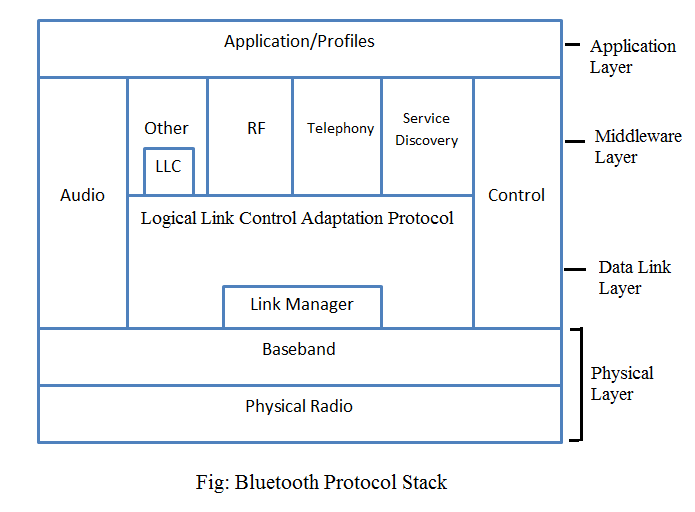 Application/Profiles
Application
Layer
Other
LLC
RF
Telephony
Service
Discovery
Middleware
Layer
Audio
Control
Logical Link Control Adaptation Protocol
Data Link
Layer
Link Manager
Baseband
Physical
Layer
Physical Radio
Fig: Bluetooth Protocol Stack